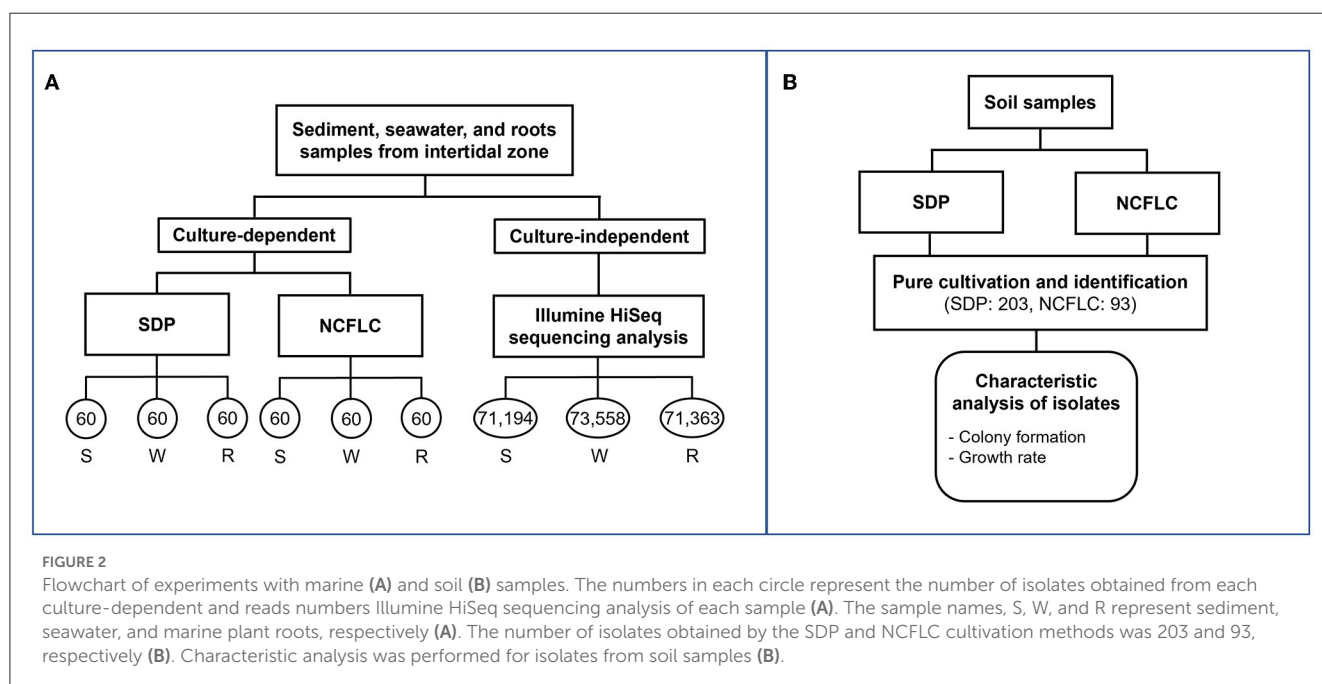 A
Sediment, seawater, and roots
samples from intertidal zone
Culture-dependent
Culture-independent
SDP
NCFLC
Illumine HiSeq
sequencing analysis
60
60
60
60
60
60
71,194
73,558
71,363
S
W
R
S
W
R
S
W
R
B
Soil samples
SDP
NCFLC
Pure cultivation and identification
(SDP: 203, NCFLC: 93)
Characteristic
analysis of isolates
- Colony formation
- Growth rate
FIGURE 2
Flowchart of experiments with marine (A) and soil (B) samples. The numbers in each circle represent the number of isolates obtained from each
culture-dependent and reads numbers Illumine HiSeq sequencing analysis of each sample (A). The sample names, S, W, and R represent sediment,
seawater, and marine plant roots, respectively (A). The number of isolates obtained by the SDP and NCFLC cultivation methods was 203 and 93,
respectively (B). Characteristic analysis was performed for isolates from soil samples (B).